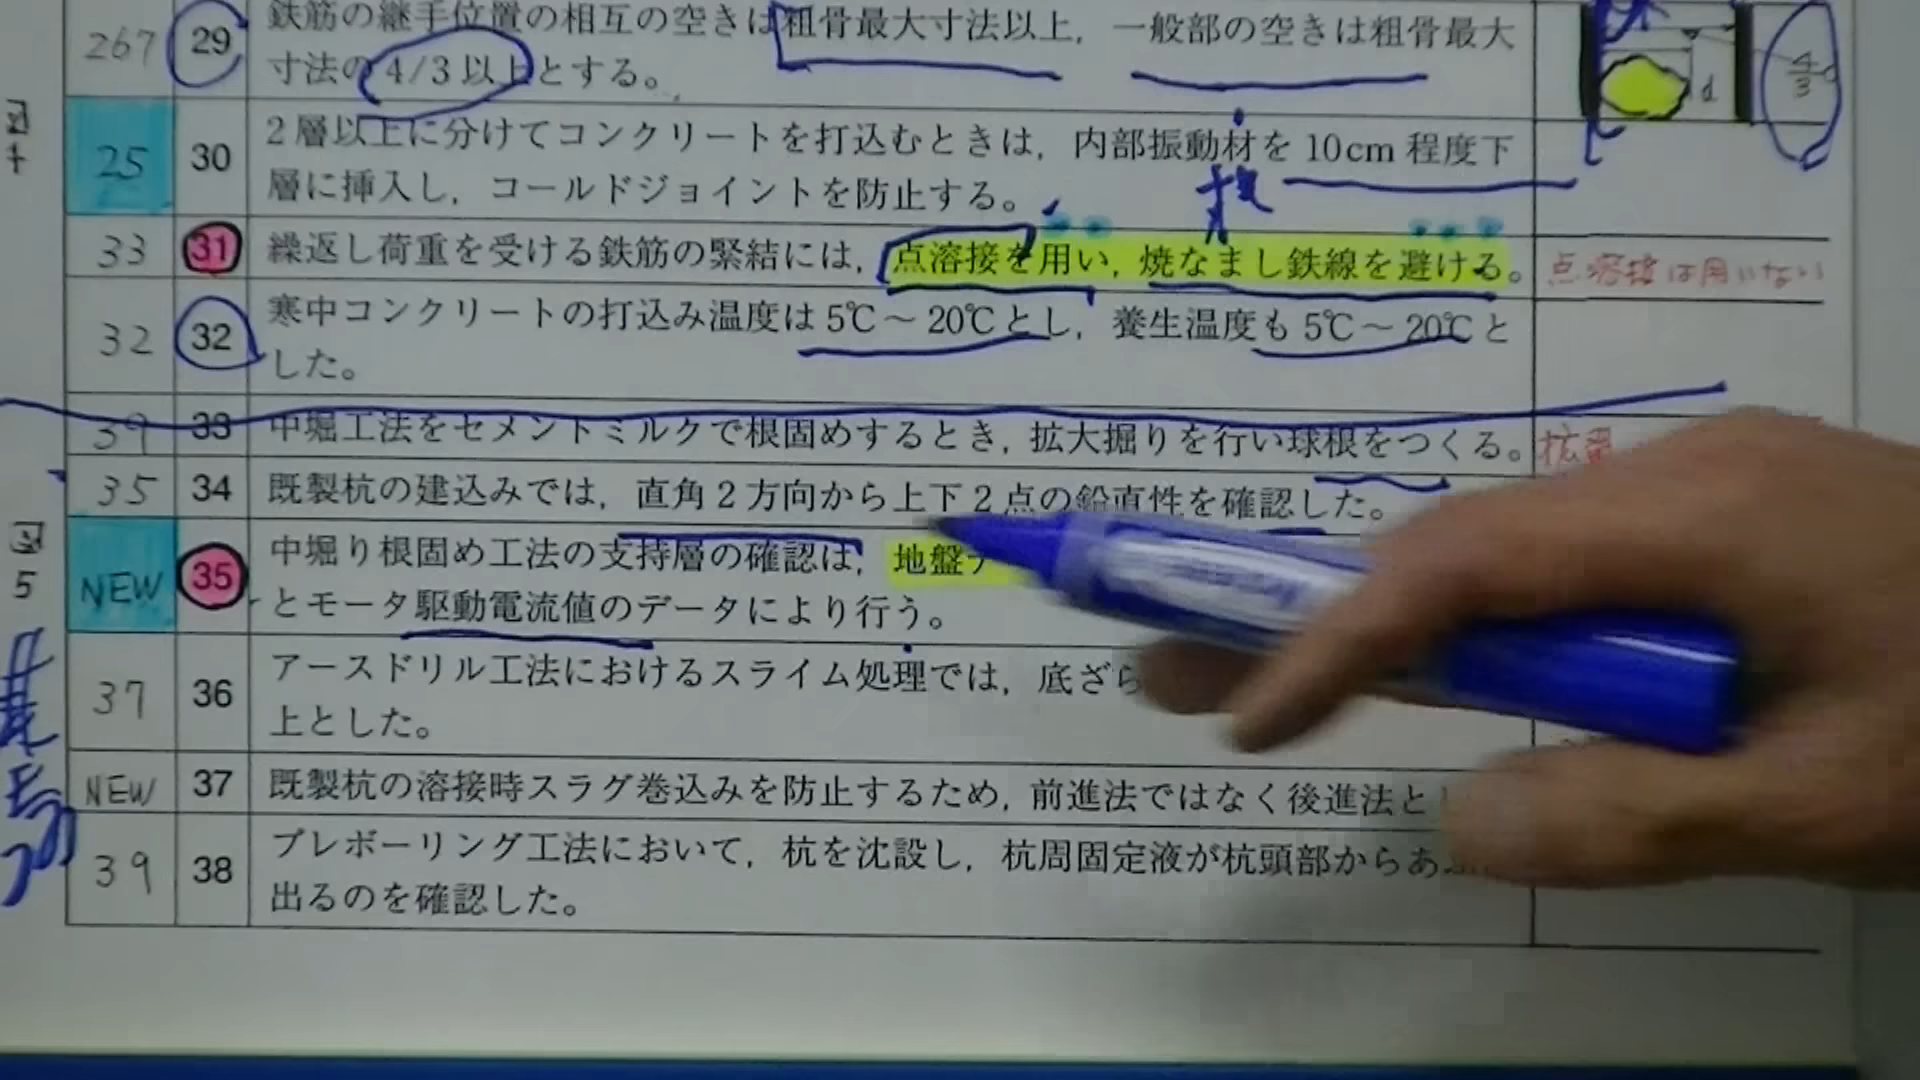 267 29 鉄筋の継手位置の相互の空きは粗骨最大寸法以上，一般部の空きは粗骨最大
寸法の4/3以上とする。
d
4/3
25 30 2層以上に分けてコンクリートを打込むときは，内部振動材を10cm程度下
層に挿入し，コールドジョイントを防止する。
機
33 31 繰返し荷重を受ける鉄筋の緊結には，点溶接を用い，焼なまし鉄線を避ける。 点溶接は用いない
32 32 寒中コンクリートの打込み温度は5℃～20℃とし，養生温度も5℃～20℃と
した。
39 33 中堀工法をセメントミルクで根固めするとき，拡大掘りを行い球根をつくる。
35 34 既製杭の建込みでは，直角2方向から上下2点の鉛直性を確認した。
NEW 35 中堀り根固め工法の支持層の確認は，地盤デ
とモータ駆動電流値のデータにより行う。
5
37 36 アースドリル工法におけるスライム処理では，底ざら
上とした。
NEW 37 既製杭の溶接時スラグ巻込みを防止するため，前進法ではなく後進法と
39 38 プレボーリング工法において，杭を沈設し，杭周固定液が杭頭部からあ
出るのを確認した。